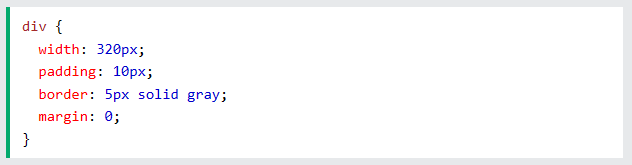 div {
  width: 320px;
  padding: 10px;
  border: 5px solid gray;
  margin: 0;
}